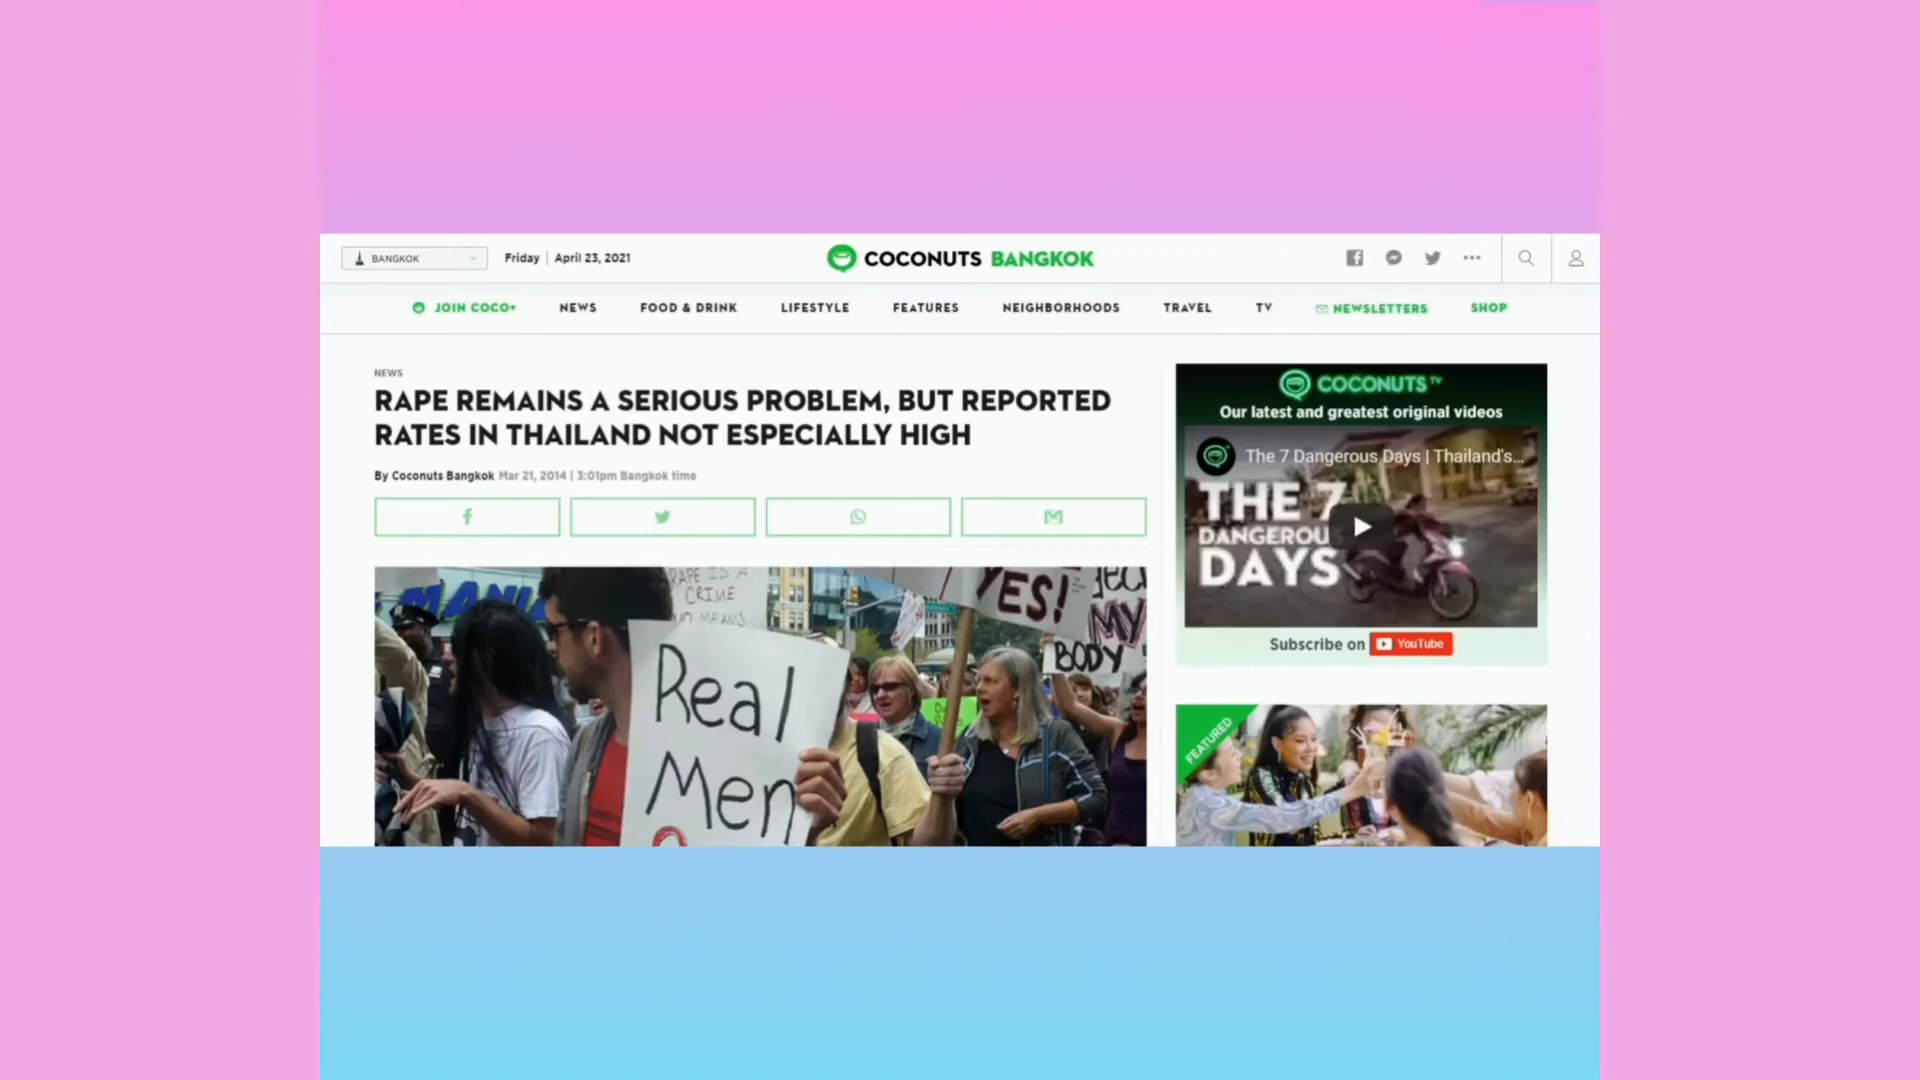 BANGKOK
Friday | April 23, 2021
COCONUTS BANGKOK
JOIN COCO+
NEWS
FOOD & DRINK
LIFESTYLE
FEATURES
NEIGHBORHOODS
TRAVEL
TV
NEWSLETTERS
SHOP
NEWS
RAPE REMAINS A SERIOUS PROBLEM, BUT REPORTED
RATES IN THAILAND NOT ESPECIALLY HIGH
By Coconuts Bangkok Mar 21, 2014 | 3:01pm Bangkok time
RAPE IS A
CRIME
NO MEANS
YES!
MY
BODY
Real
Men
COCONUTS TV
Our latest and greatest original videos
The 7 Dangerous Days | Thailand's...
THE 7
DANGEROU
DAYS
Subscribe on YouTube
FEATURED